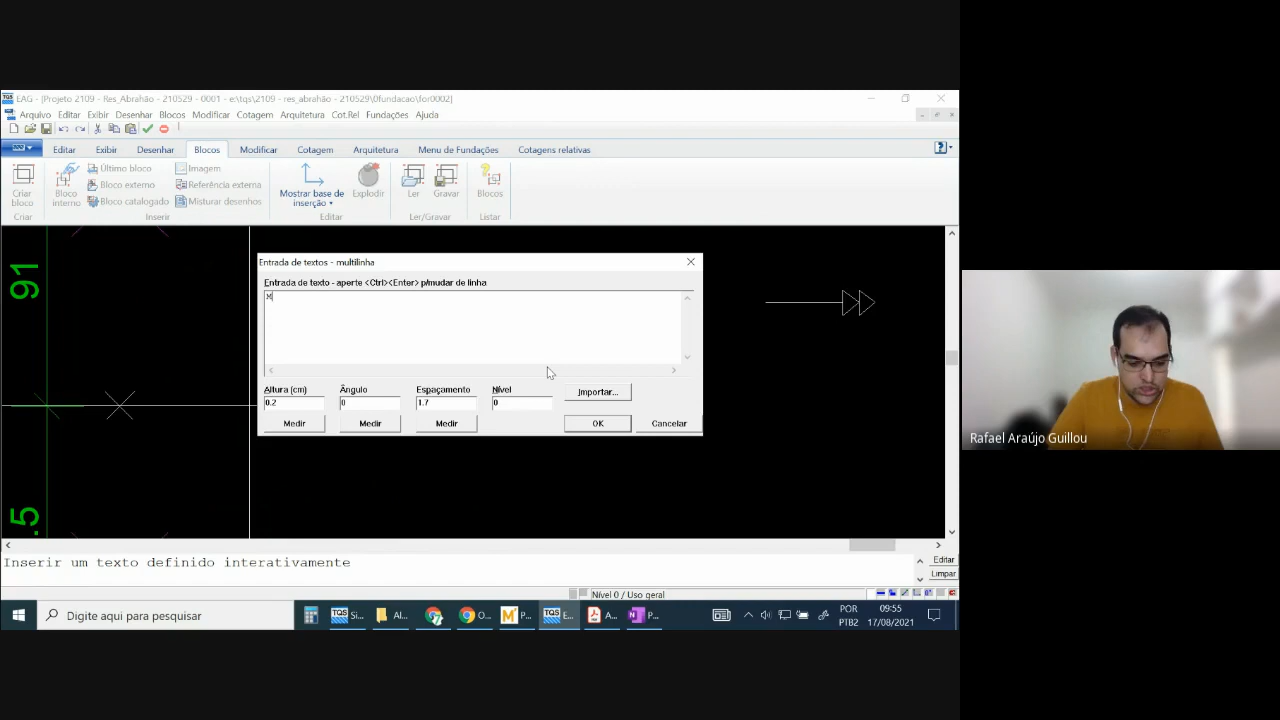 EAG - [Projeto 2109 - Res_Abrahão - 210529 - 0001 - e:\tqs\2109 - res_abrahão - 210529\0fundacao\for0002]
Arquivo Editar Exibir Desenhar Blocos Modificar Cotagem Arquitetura Cot.Rel Fundações Ajuda
Editar Exibir Desenhar Blocos Modificar Cotagem Arquitetura Menu de Fundações Cotagens relativas
Criar bloco
Criar
Bloco interno
Último bloco
Bloco externo
Bloco catalogado
Imagem
Referência externa
Misturar desenhos
Inserir
Mostrar base de inserção
Explodir
Editar
Ler
Gravar
Ler/Gravar
Blocos
Listar
91
.5
Entrada de textos - multilinha
Entrada de texto - aperte <Ctrl><Enter> p/mudar de linha
M
Altura (cm) Ângulo Espaçamento Nível
0.2 0 1.7 0
Importar...
Medir Medir Medir OK Cancelar
Inserir um texto definido interativamente
Editar
Limpar
Nível 0 / Uso geral
Digite aqui para pesquisar
TQS Si...
Al...
O...
M P...
TQS E...
A...
N P...
POR
PTB2
09:55
17/08/2021
Rafael Araújo Guillou